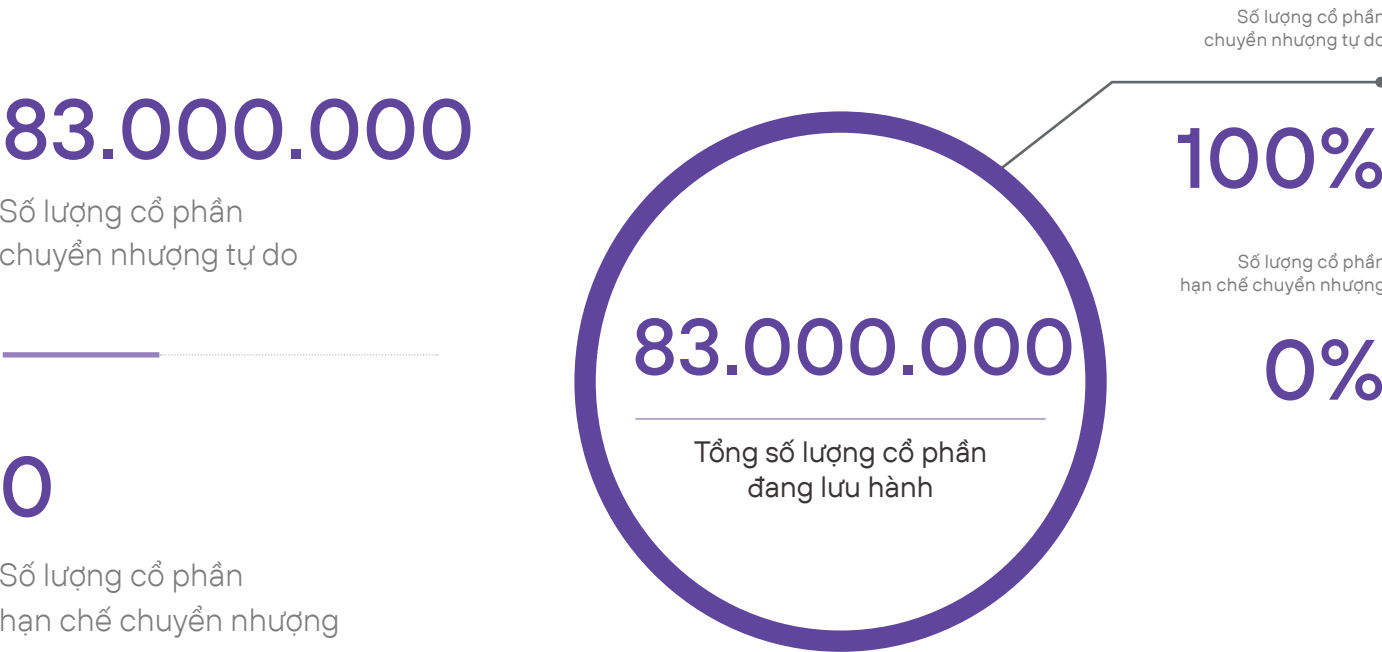 83.000.000
Số lượng cổ phần
chuyển nhượng tự do
0
Số lượng cổ phần
hạn chế chuyển nhượng
83.000.000
Tổng số lượng cổ phần
đang lưu hành
Số lượng cổ phần
chuyển nhượng tự do
100%
Số lượng cổ phần
hạn chế chuyển nhượng
0%